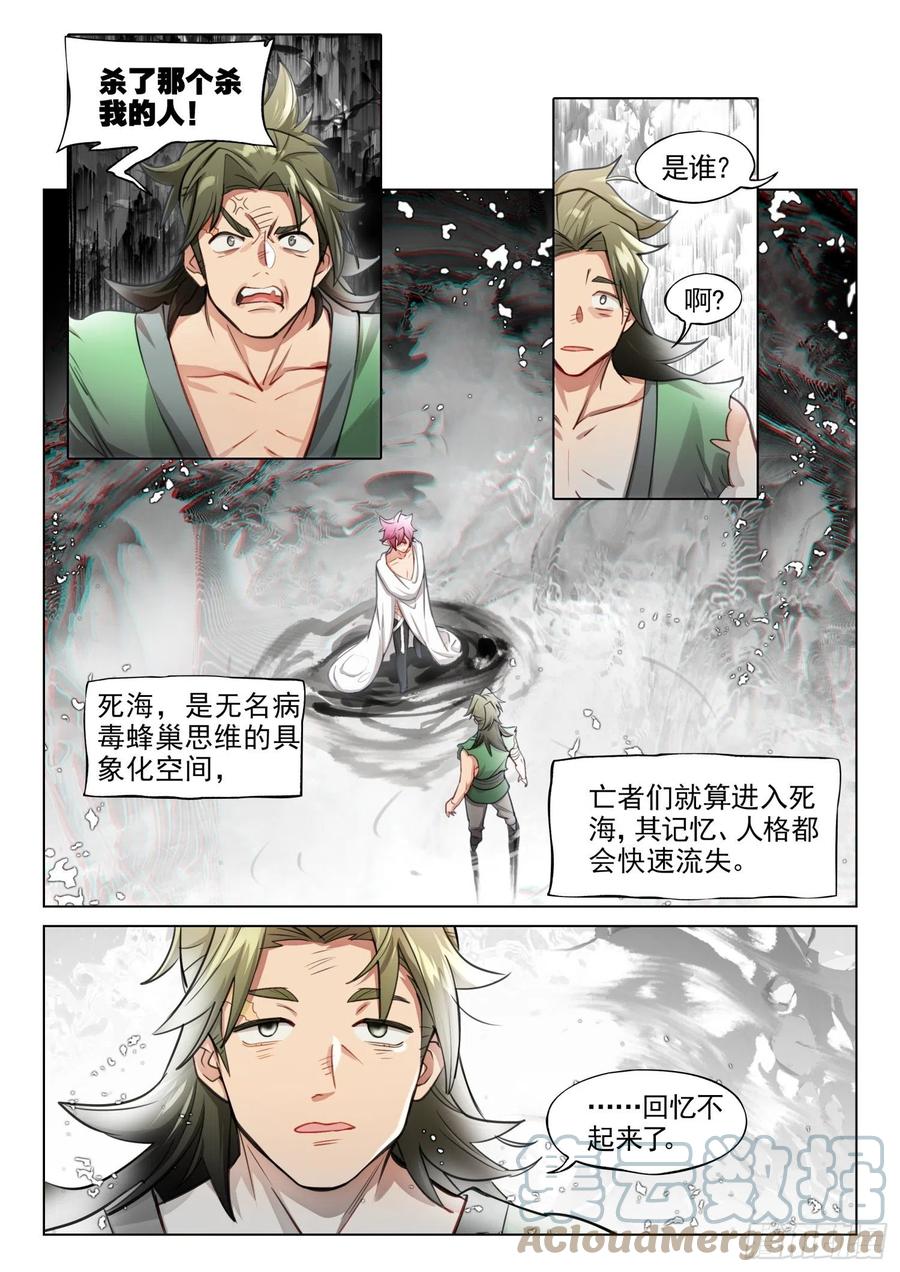 杀了那个杀
我的人！
是谁？
啊？
死海，是无名病
毒蜂巢思维的具
象化空间，
亡者们就算进入死
海，其记忆、人格都
会快速流失。
……回忆不
起来了。
集云数据
AcloudMerge.com